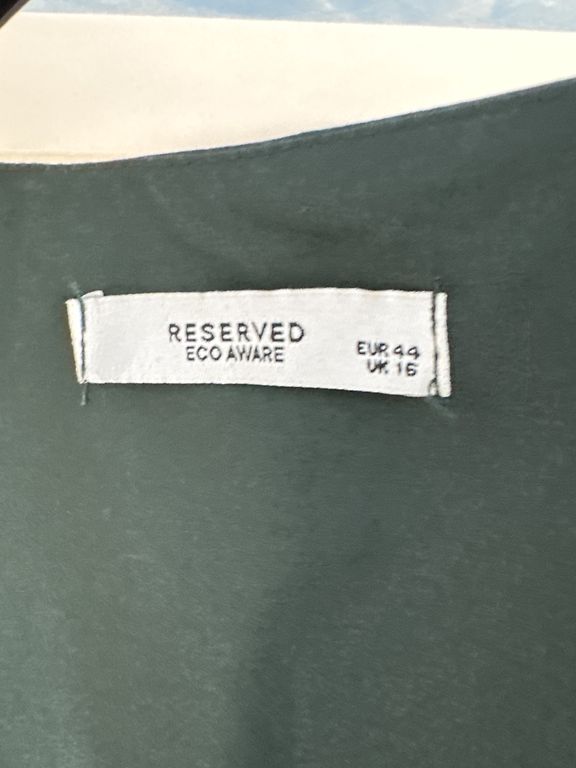 RESERVED
ECO AWARE
EUR 44
UK 16